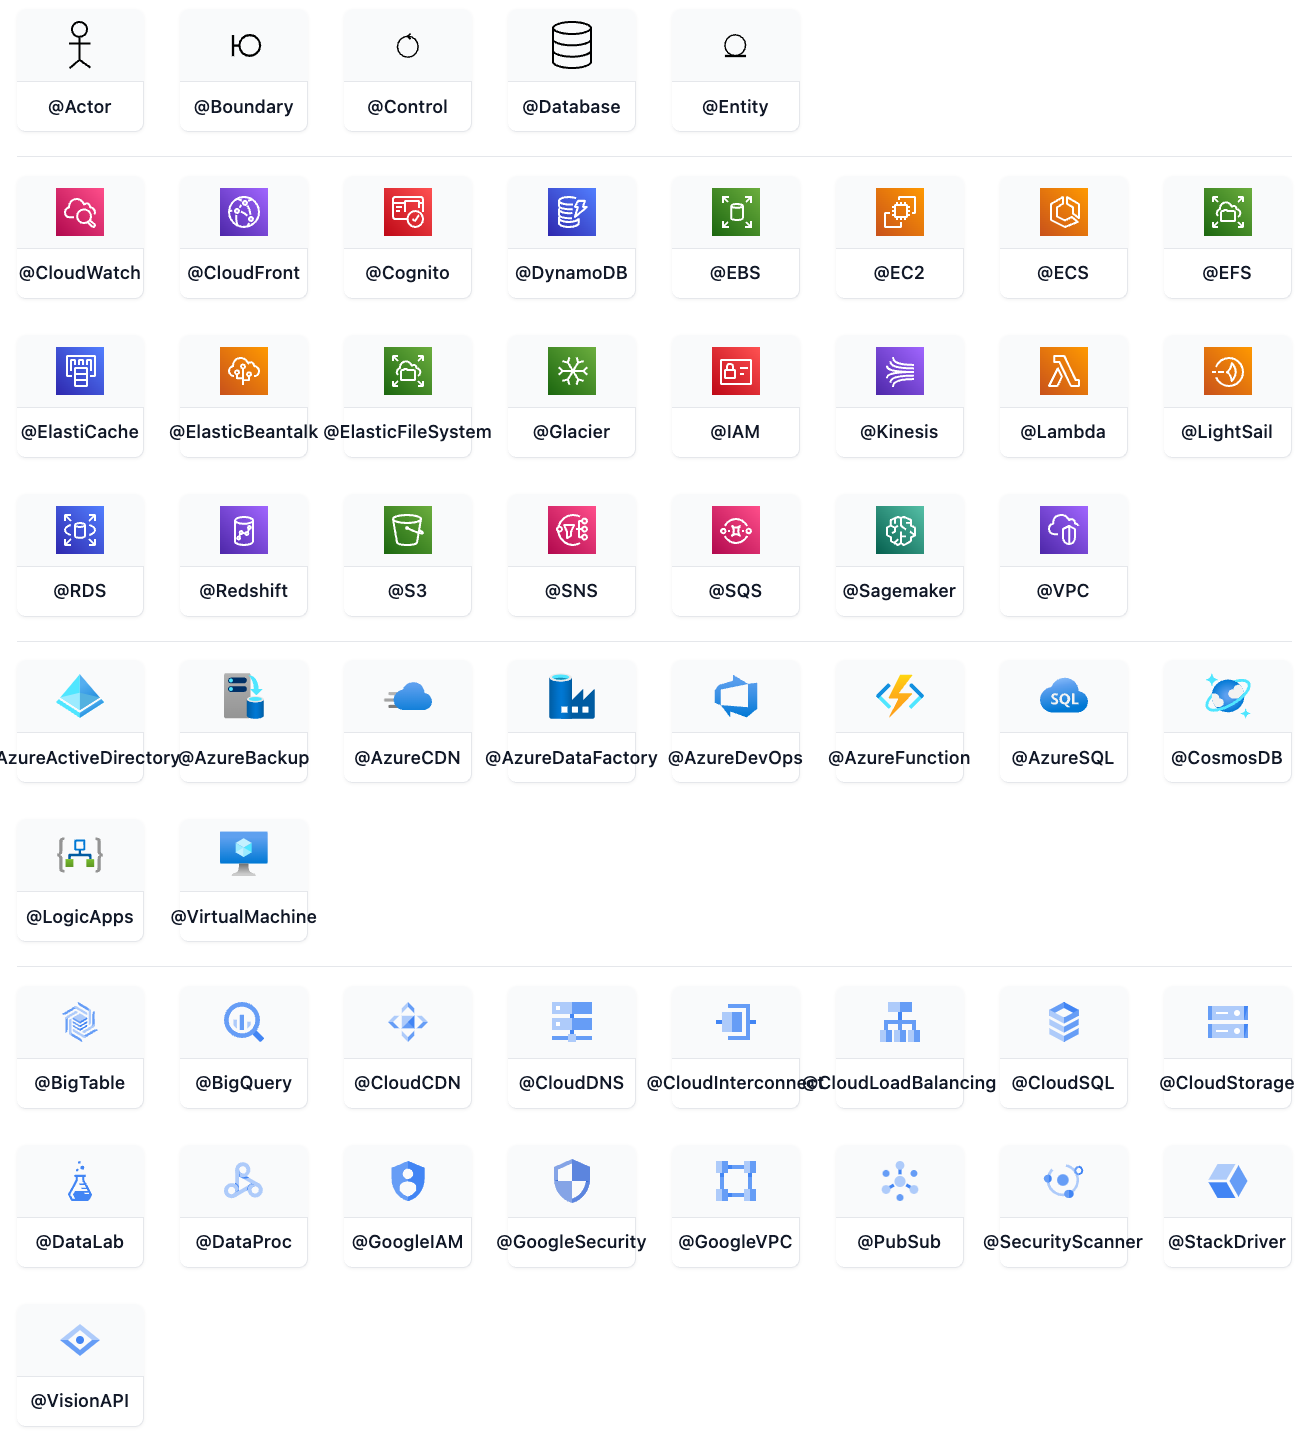 @Actor @Boundary @Control @Database @Entity
@CloudWatch @CloudFront @Cognito @DynamoDB @EBS @EC2 @ECS @EFS
@ElastiCache @ElasticBeantalk @ElasticFileSystem @Glacier @IAM @Kinesis @Lambda @LightSail
@RDS @Redshift @S3 @SNS @SQS @Sagemaker @VPC
SQL
AzureActiveDirectory @AzureBackup @AzureCDN @AzureDataFactory @AzureDevOps @AzureFunction @AzureSQL @CosmosDB
@LogicApps @VirtualMachine
@BigTable @BigQuery @CloudCDN @CloudDNS @CloudInterconnect @CloudLoadBalancing @CloudSQL @CloudStorage
@DataLab @DataProc @GoogleIAM @GoogleSecurity @GoogleVPC @PubSub @SecurityScanner @StackDriver
@VisionAPI